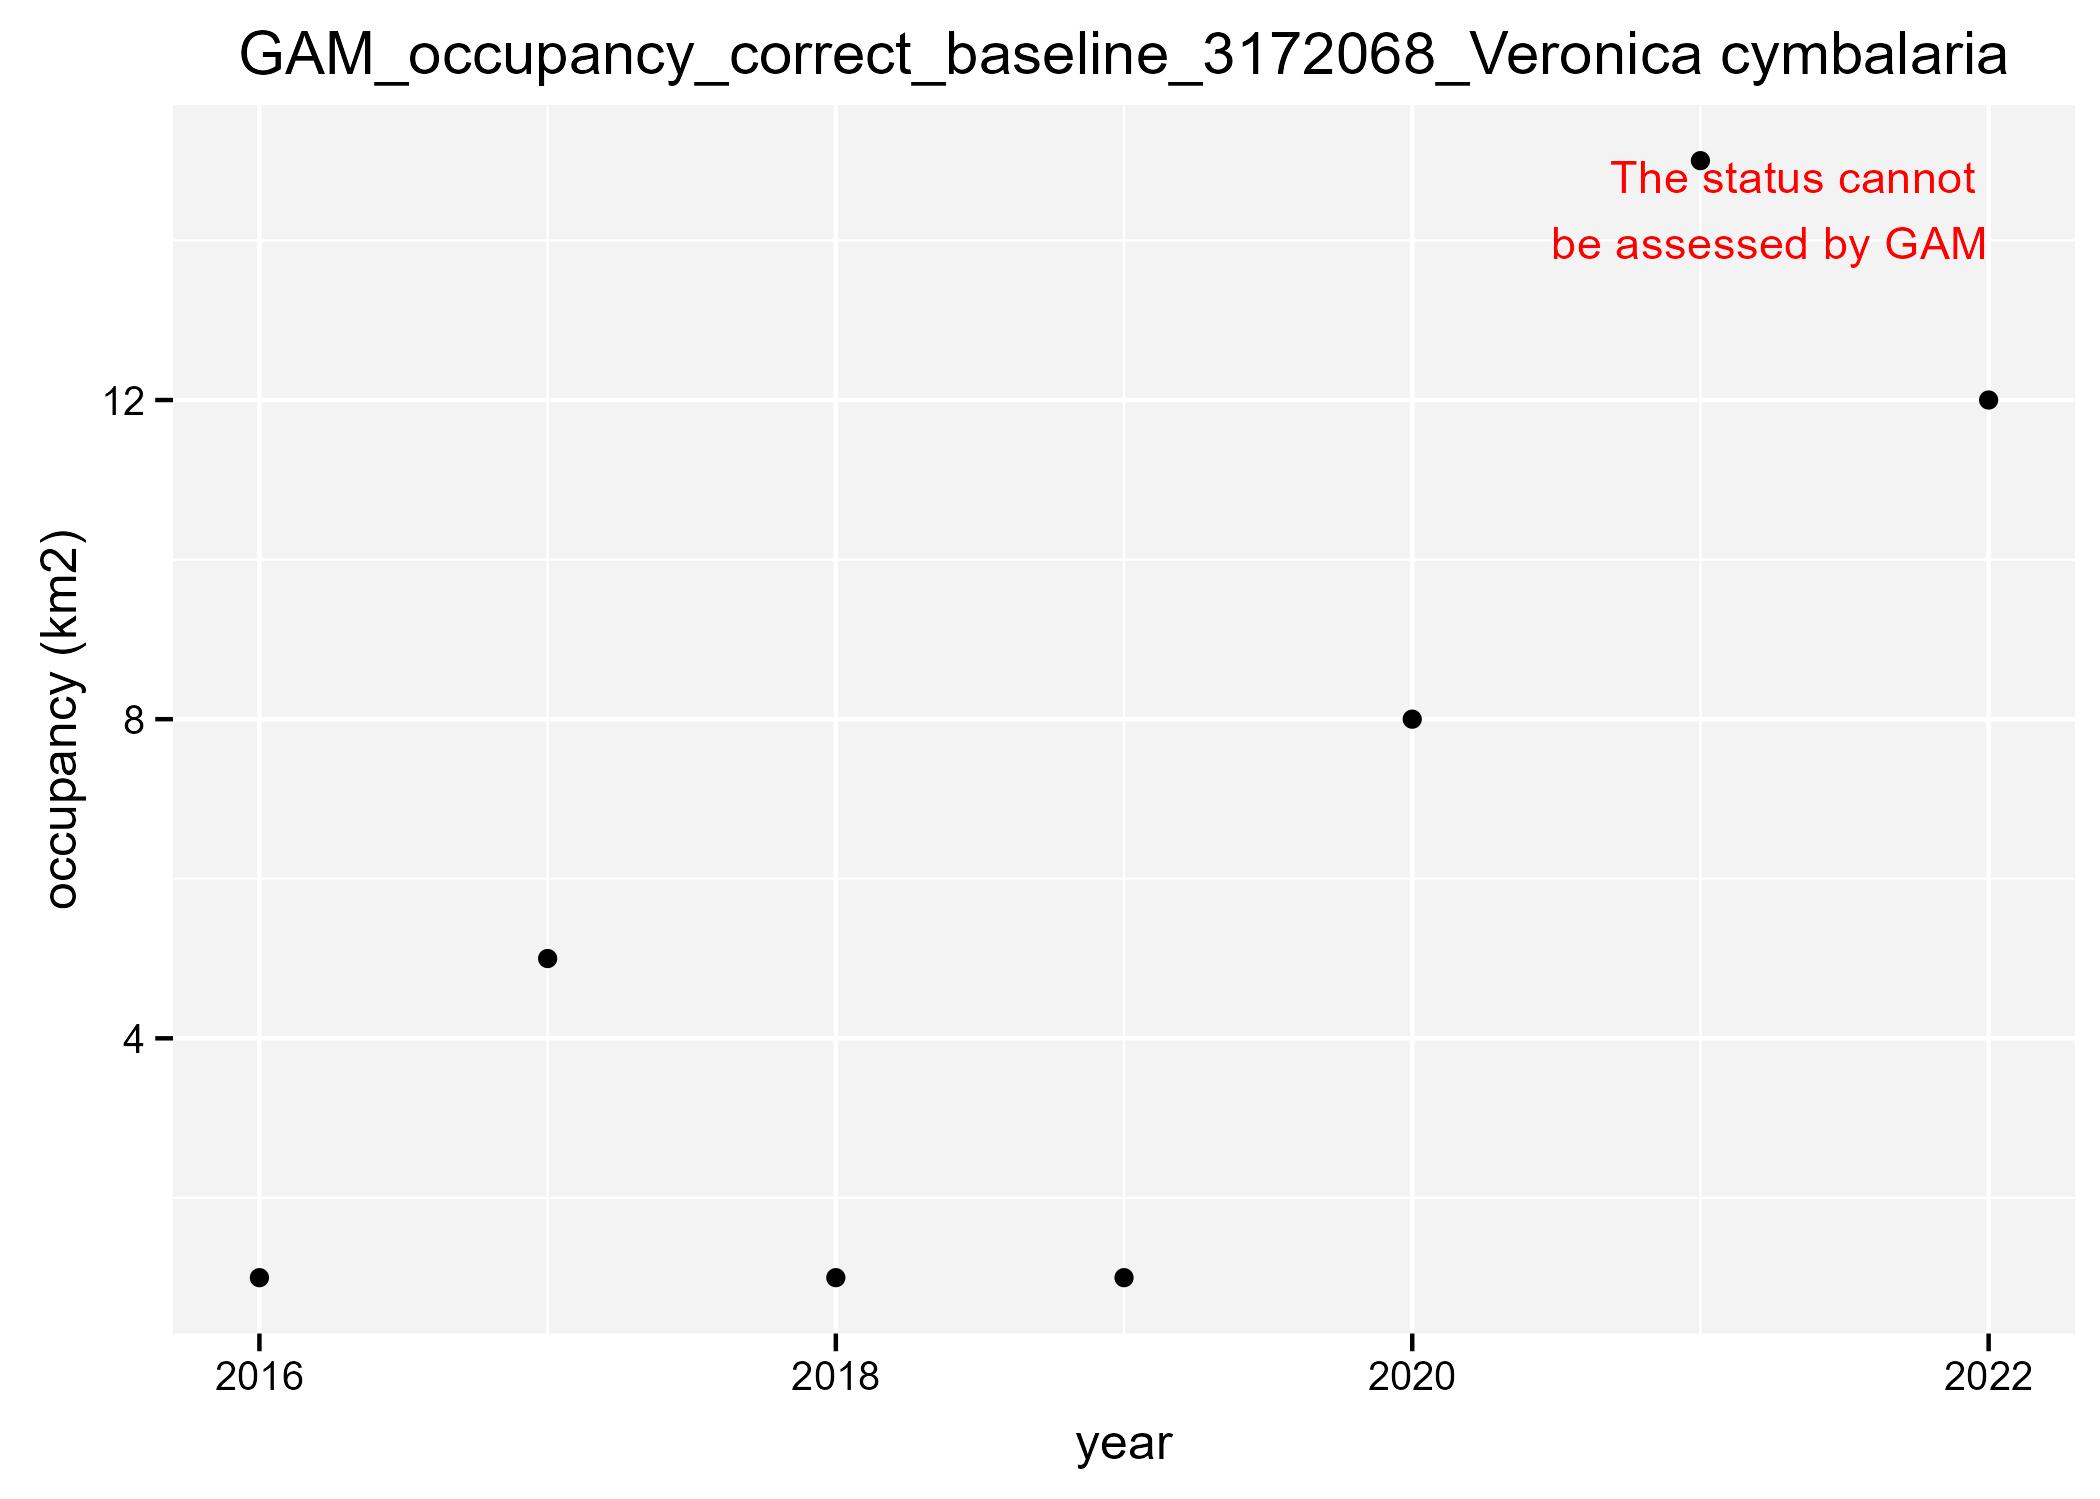 GAM_occupancy_correct_baseline_3172068_Veronica cymbalaria
The status cannot
be assessed by GAM
12
8
4
occupancy (km2)
2016 2018 2020 2022
year